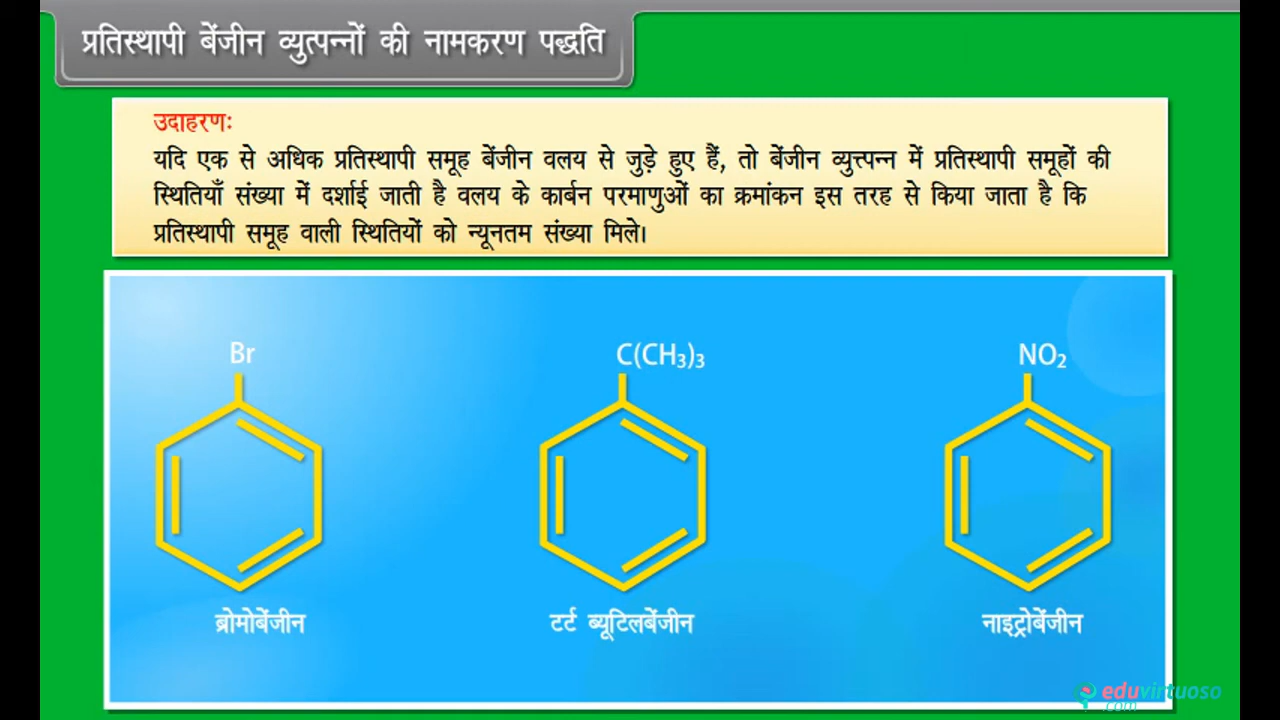 प्रतिस्थापी बेंजीन व्युत्पन्नों की नामकरण पद्धति
उदाहरणः
यदि एक से अधिक प्रतिस्थापी समूह बेंजीन वलय से जुड़े हुए हैं, तो बेंजीन व्युत्त्पन्न में प्रतिस्थापी समूहों की
स्थितियाँ संख्या में दर्शाई जाती है वलय के कार्बन परमाणुओं का क्रमांकन इस तरह से किया जाता है कि
प्रतिस्थापी समूह वाली स्थितियों को न्यूनतम संख्या मिले।
Br C(CH₃)₃ NO₂
ब्रोमोबेंजीन टर्ट ब्यूटिलबेंजीन नाइट्रोबेंजीन
eduvirtuoso
.com